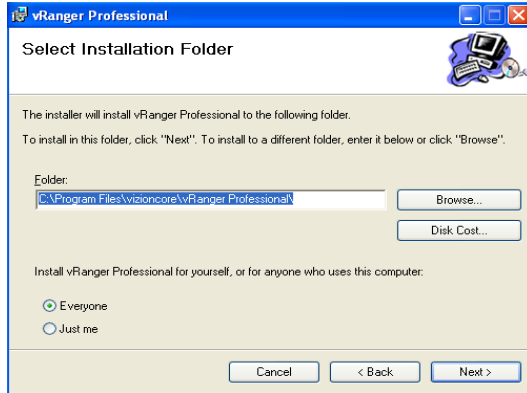 vRanger Professional
Select Installation Folder
The installer will install vRanger Professional to the following folder.
To install in this folder, click "Next". To install to a different folder, enter it below or click "Browse".
Folder:
C:\Program Files\vizioncore\vRanger Professional\
Browse...
Disk Cost...
Install vRanger Professional for yourself, or for anyone who uses this computer:
Everyone
Just me
Cancel
< Back
Next >